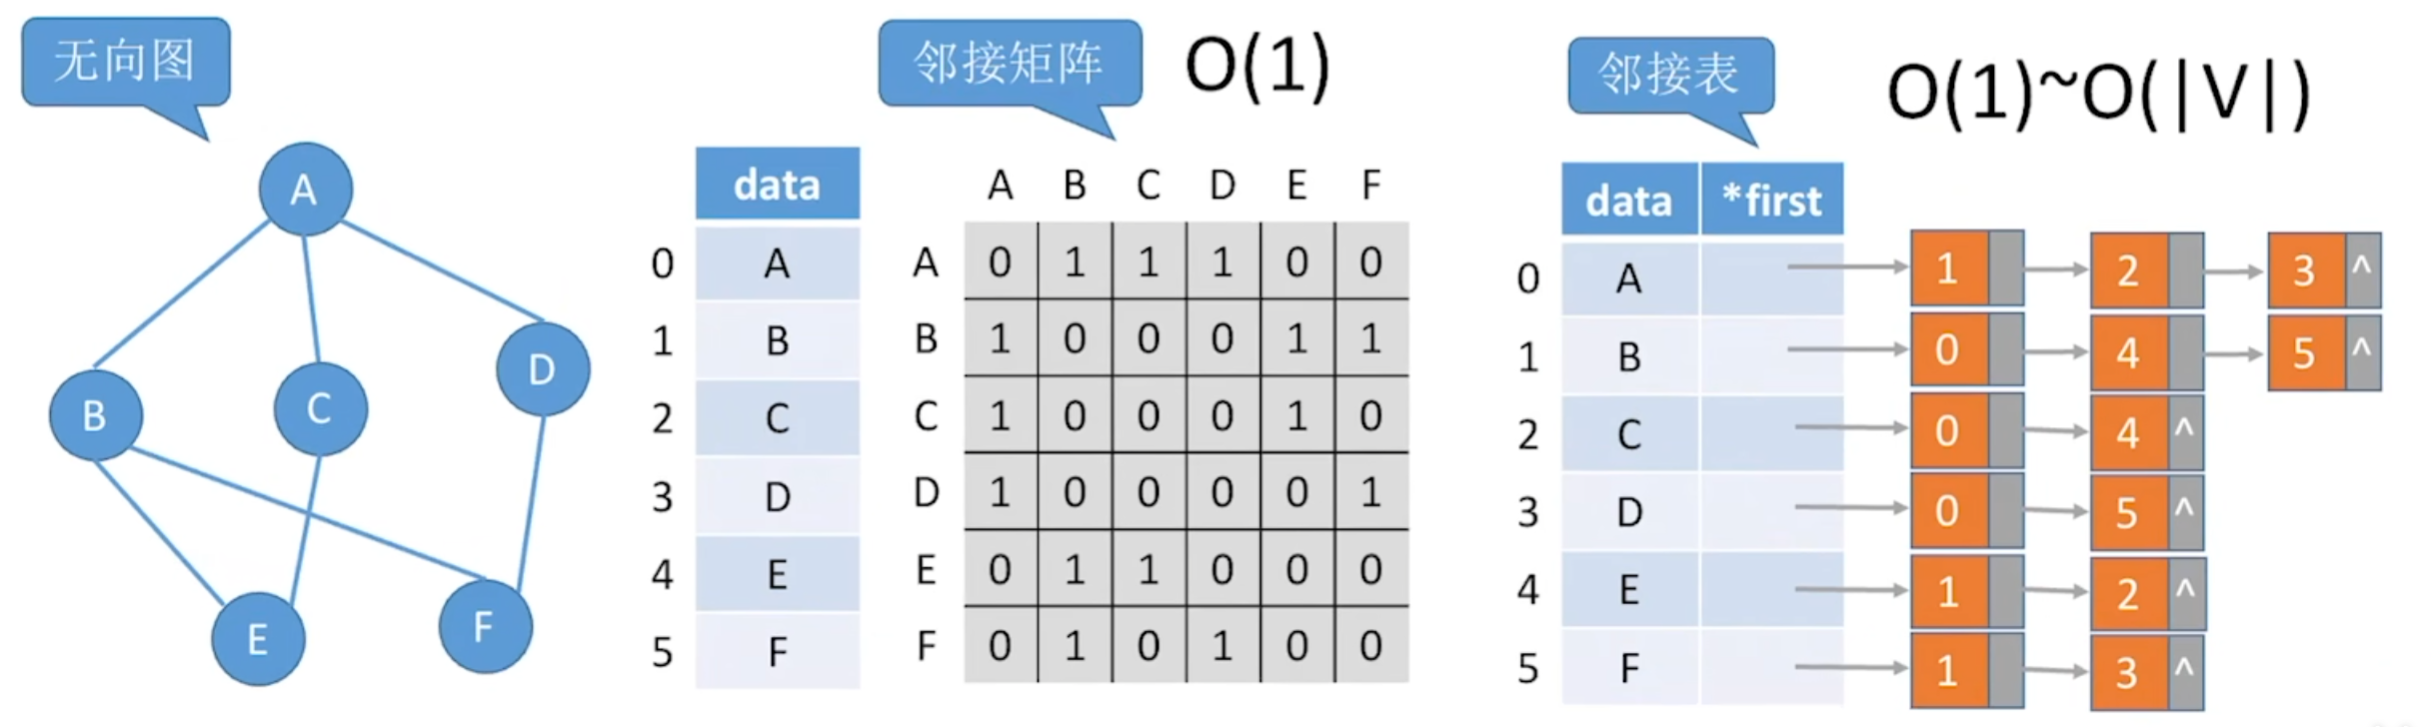 无向图
A
B
C
D
E
F
邻接矩阵 O(1)
data
0 A
1 B
2 C
3 D
4 E
5 F
A B C D E F
A 0 1 1 1 0 0
B 1 0 0 0 1 1
C 1 0 0 0 1 0
D 1 0 0 0 0 1
E 0 1 1 0 0 0
F 0 1 0 1 0 0
邻接表 O(1)~O(|V|)
data *first
0 A 1 2 3 ^
1 B 0 4 5 ^
2 C 0 4 ^
3 D 0 5 ^
4 E 1 2 ^
5 F 1 3 ^